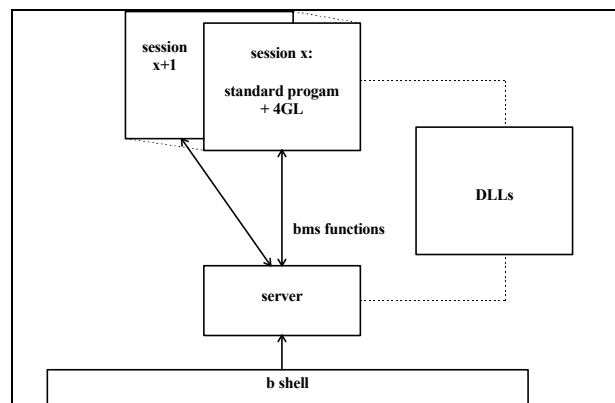 session
x+1
session x:
standard progam
+ 4GL
DLLs
bms functions
server
b shell